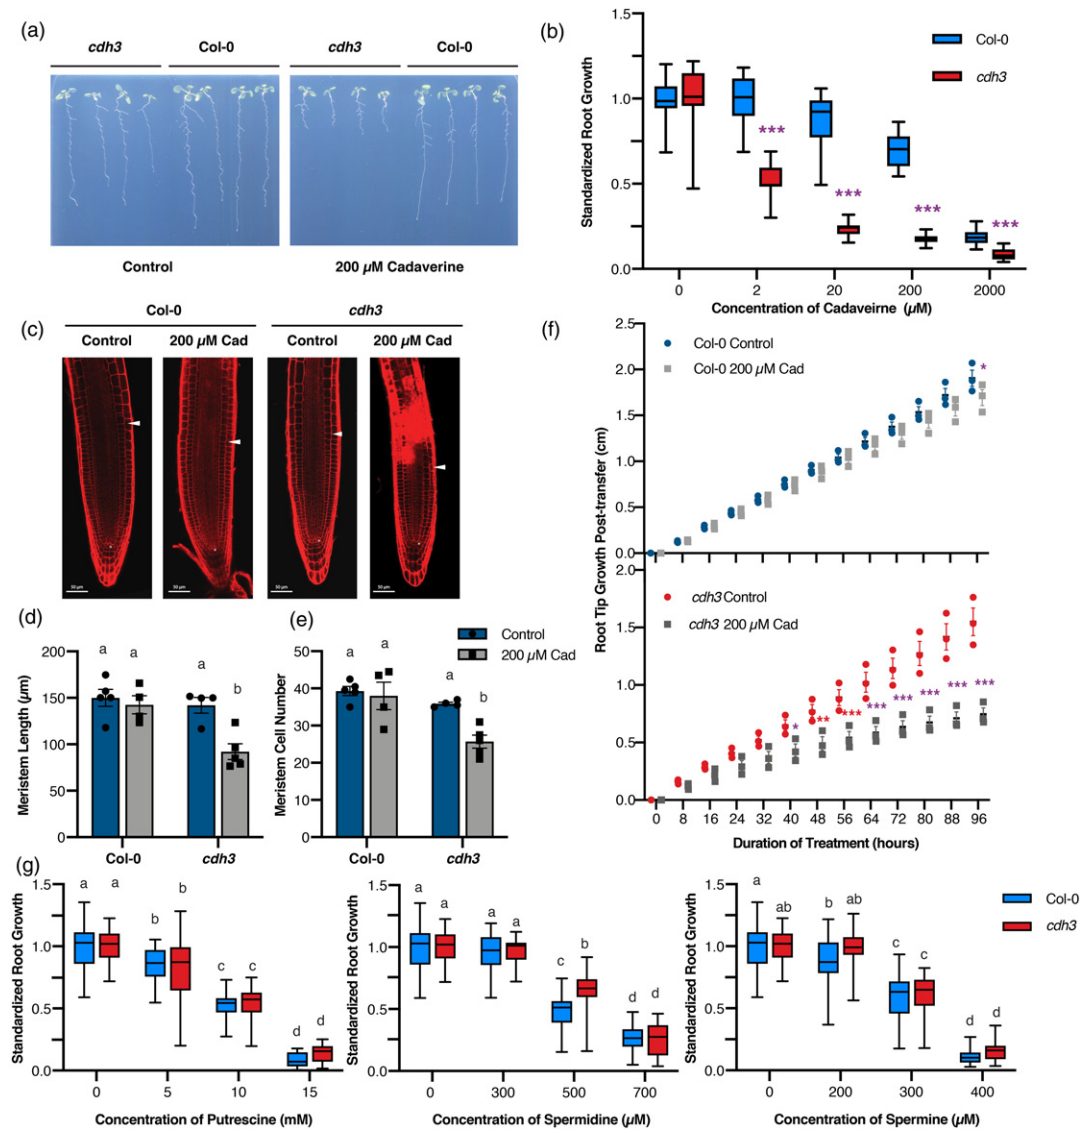 (a)
cdh3 Col-0 cdh3 Col-0
Control 200 µM Cadaverine
(b)
Col-0
cdh3
Standardized Root Growth
1.5
1.0
0.5
0.0
***
***
***
***
0 2 20 200 2000
Concentration of Cadaveirne (µM)
(c)
Col-0 cdh3
Control 200 µM Cad Control 200 µM Cad
50 µm 50 µm 50 µm 50 µm
(d)
Meristem Length (µm)
200
150
100
50
0
a a a b
Col-0 cdh3
(e)
Control
200 µM Cad
Meristem Cell Number
50
40
30
20
10
0
a a a b
Col-0 cdh3
(f)
Root Tip Growth Post-transfer (cm)
Col-0 Control
Col-0 200 µM Cad
2.5
2.0
1.5
1.0
0.5
0.0
*
cdh3 Control
cdh3 200 µM Cad
2.0
1.5
1.0
0.5
0.0
* ** *** *** *** *** *** ***
0 8 16 24 32 40 48 56 64 72 80 88 96
Duration of Treatment (hours)
(g)
Standardized Root Growth
1.5
1.0
0.5
0.0
a a b b c c d d
0 5 10 15
Concentration of Putrescine (mM)
Standardized Root Growth
1.5
1.0
0.5
0.0
a a a a c b d d
0 300 500 700
Concentration of Spermidine (µM)
Standardized Root Growth
1.5
1.0
0.5
0.0
a ab b ab c c d d
0 200 300 400
Concentration of Spermine (µM)
Col-0
cdh3